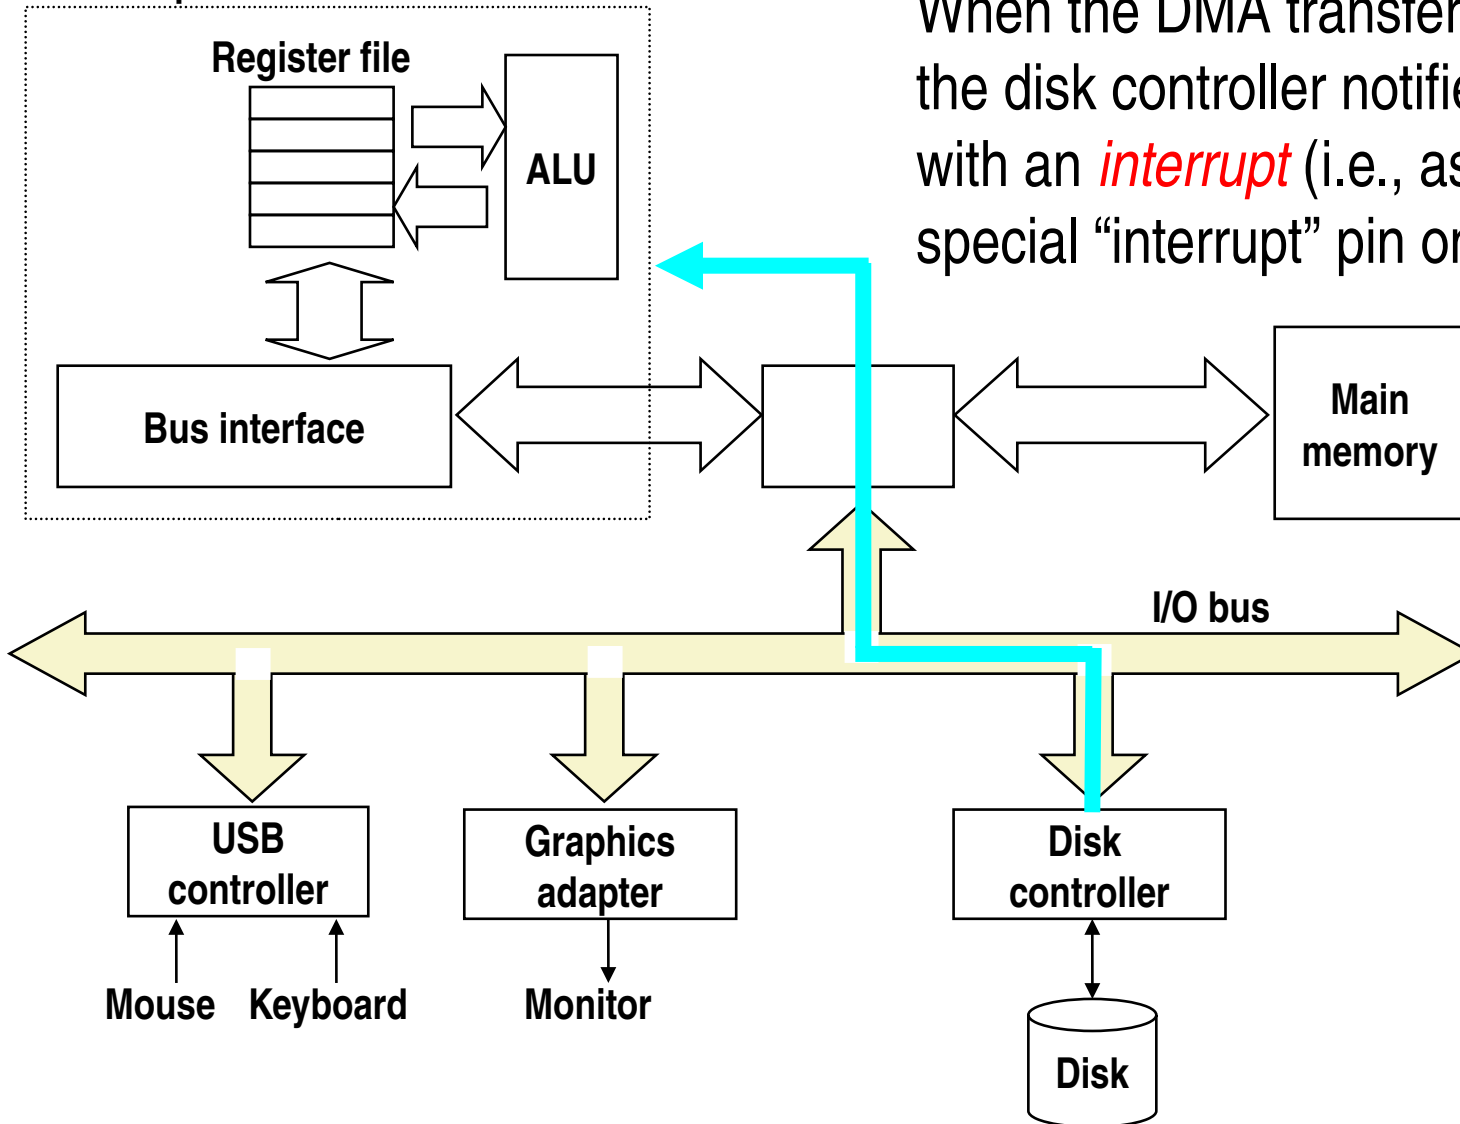 When the DMA transfer
the disk controller notifie
with an interrupt (i.e., as
special “interrupt” pin or
Register file
ALU
Bus interface
Main
memory
I/O bus
USB
controller
Graphics
adapter
Disk
controller
Mouse
Keyboard
Monitor
Disk